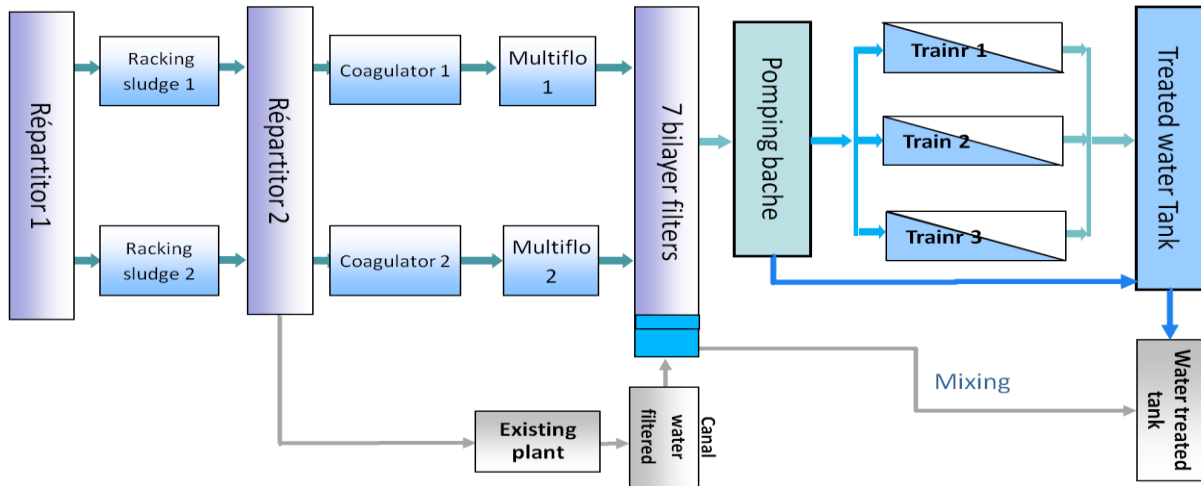 Répartitor 1
Racking
sludge 1
Racking
sludge 2
Répartitor 2
Coagulator 1
Coagulator 2
Multiflo
1
Multiflo
2
7 bilayer filters
Pomping bache
Trainr 1
Train 2
Trainr 3
Treated water Tank
Mixing
Existing
plant
Canal
water
filtered
Water treated
tank